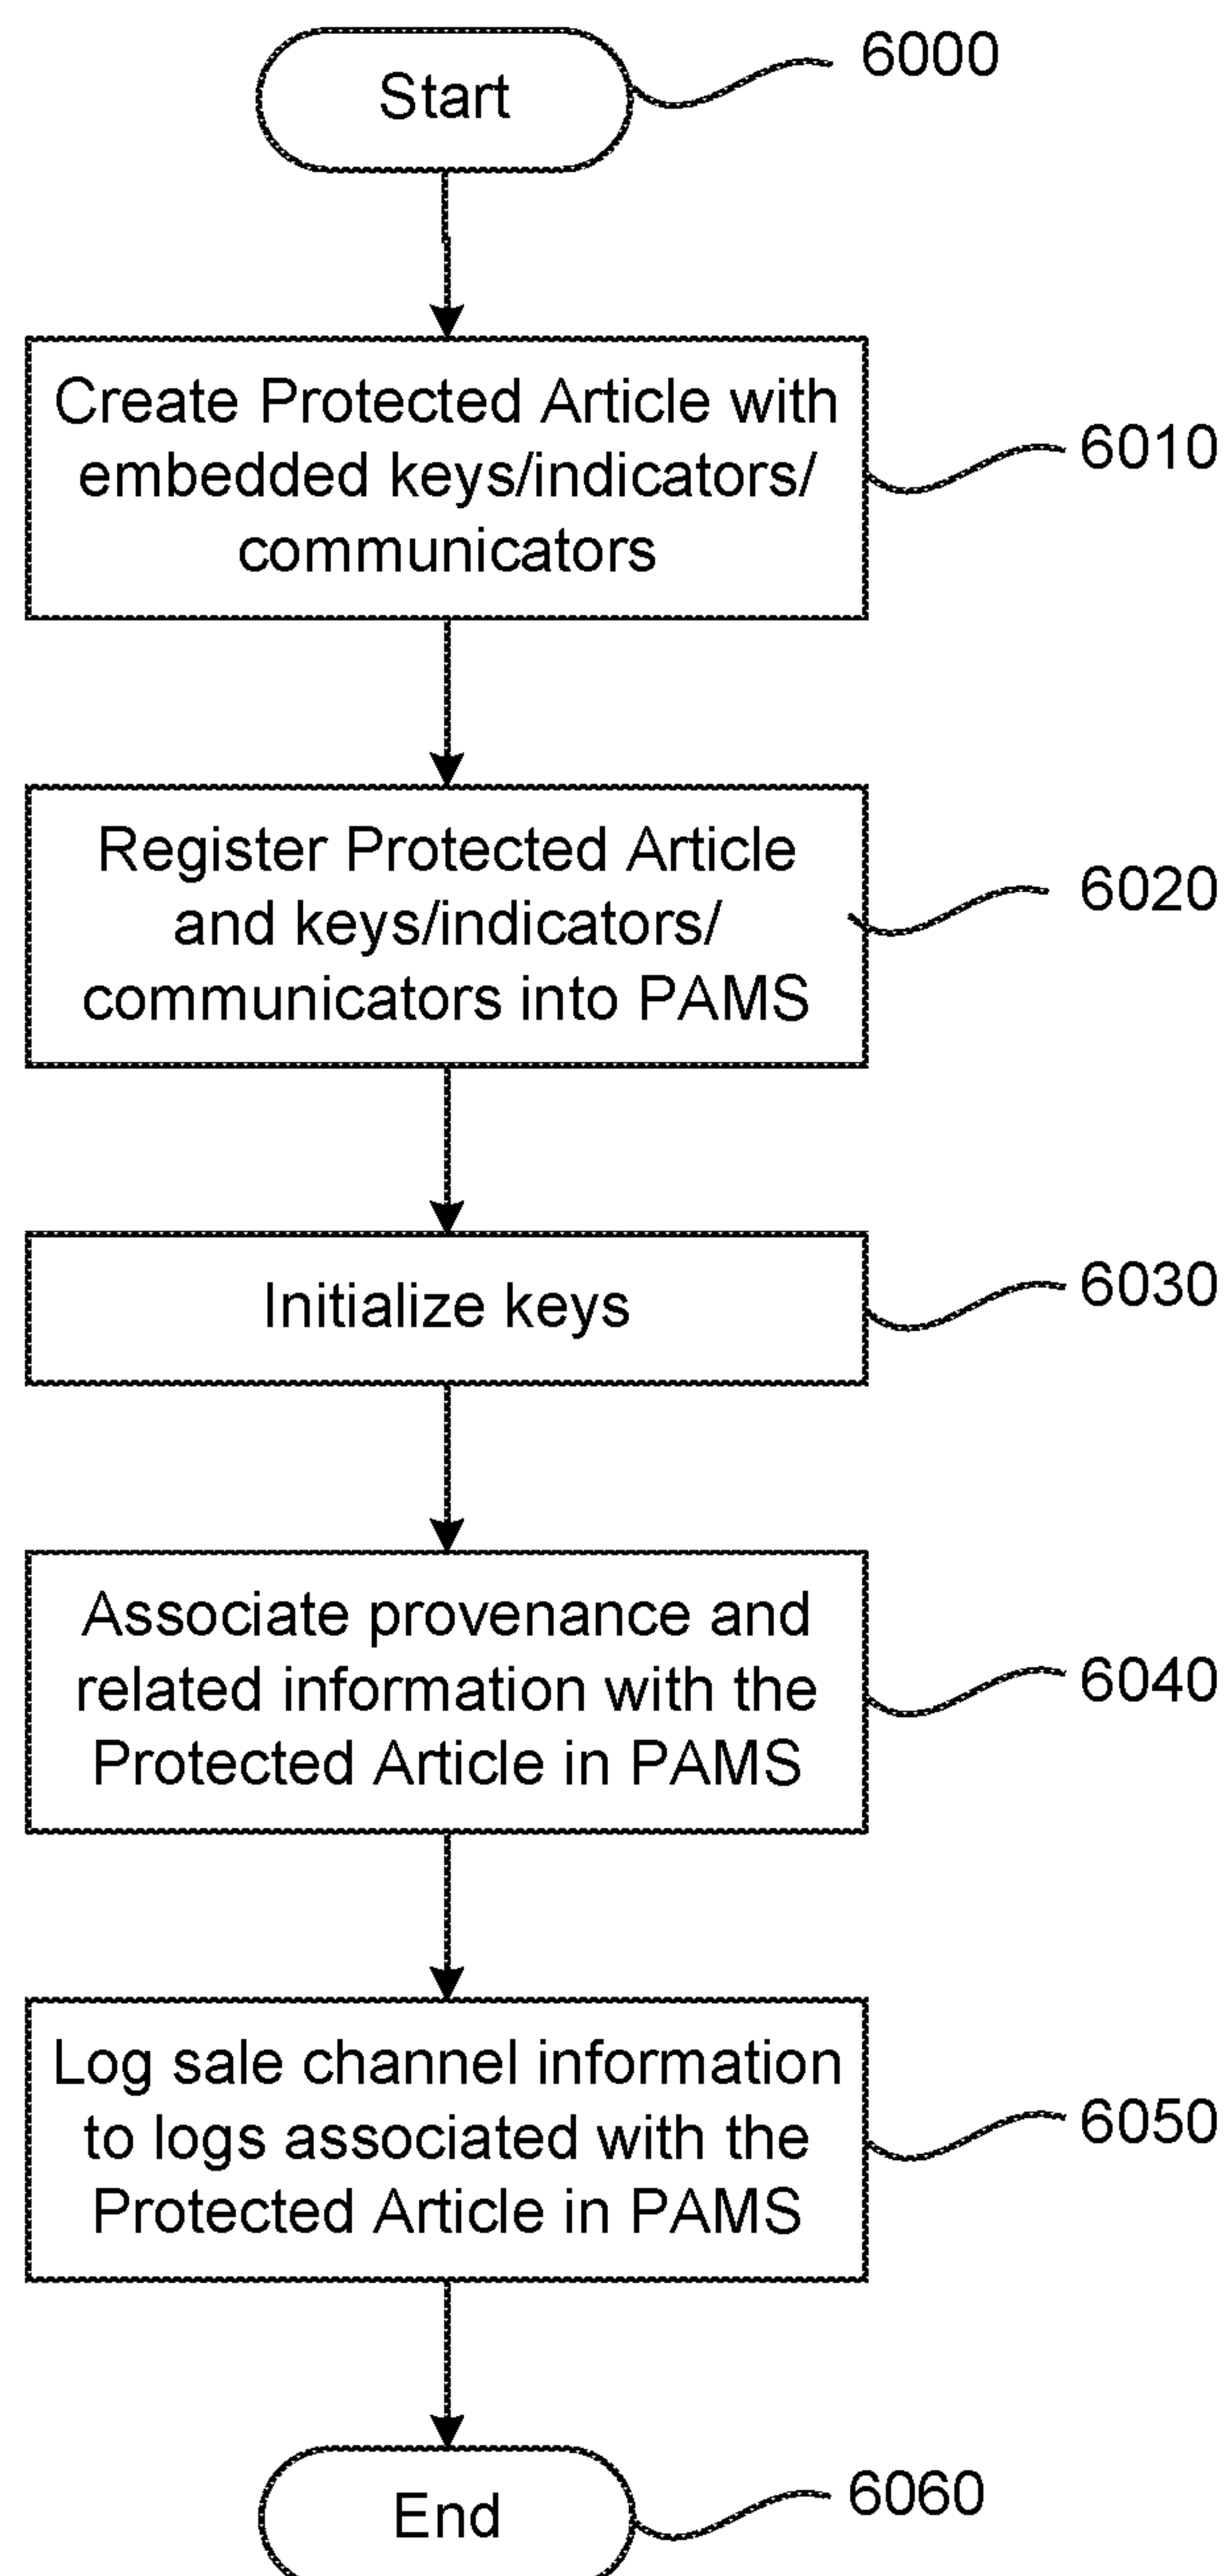 Start
6000
Create Protected Article with
embedded keys/indicators/
communicators
6010
Register Protected Article
and keys/indicators/
communicators into PAMS
6020
Initialize keys
6030
Associate provenance and
related information with the
Protected Article in PAMS
6040
Log sale channel information
to logs associated with the
Protected Article in PAMS
6050
End
6060